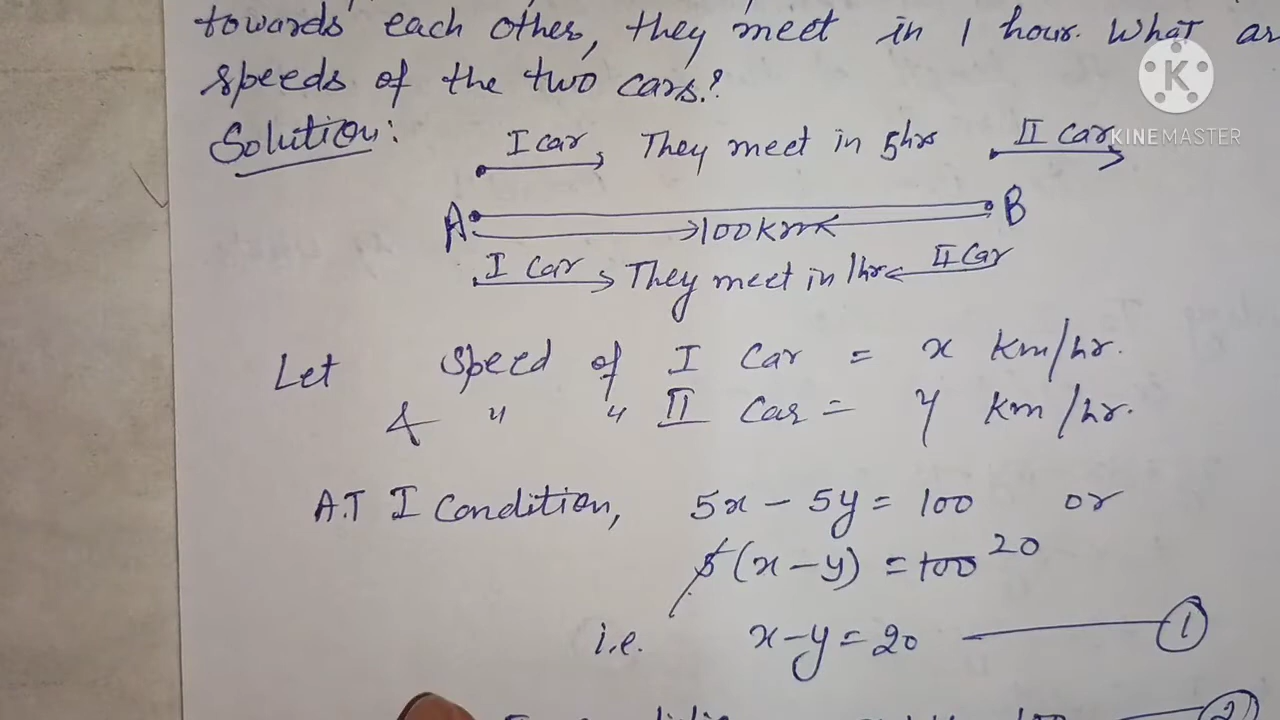 towards each other, they meet in 1 hour. What ar
speeds of the two cars.?
K
KINEMASTER
Solution:
I car They meet in 5hrs II Car
A B
100km
I Car They meet in 1hr II Car
Let Speed of I Car = x Km/hr.
& " " II Car = y Km/hr.
A.T I Condition, 5x - 5y = 100 or
5(x-y) = 100 20
i.e. x-y = 20 1
100 2